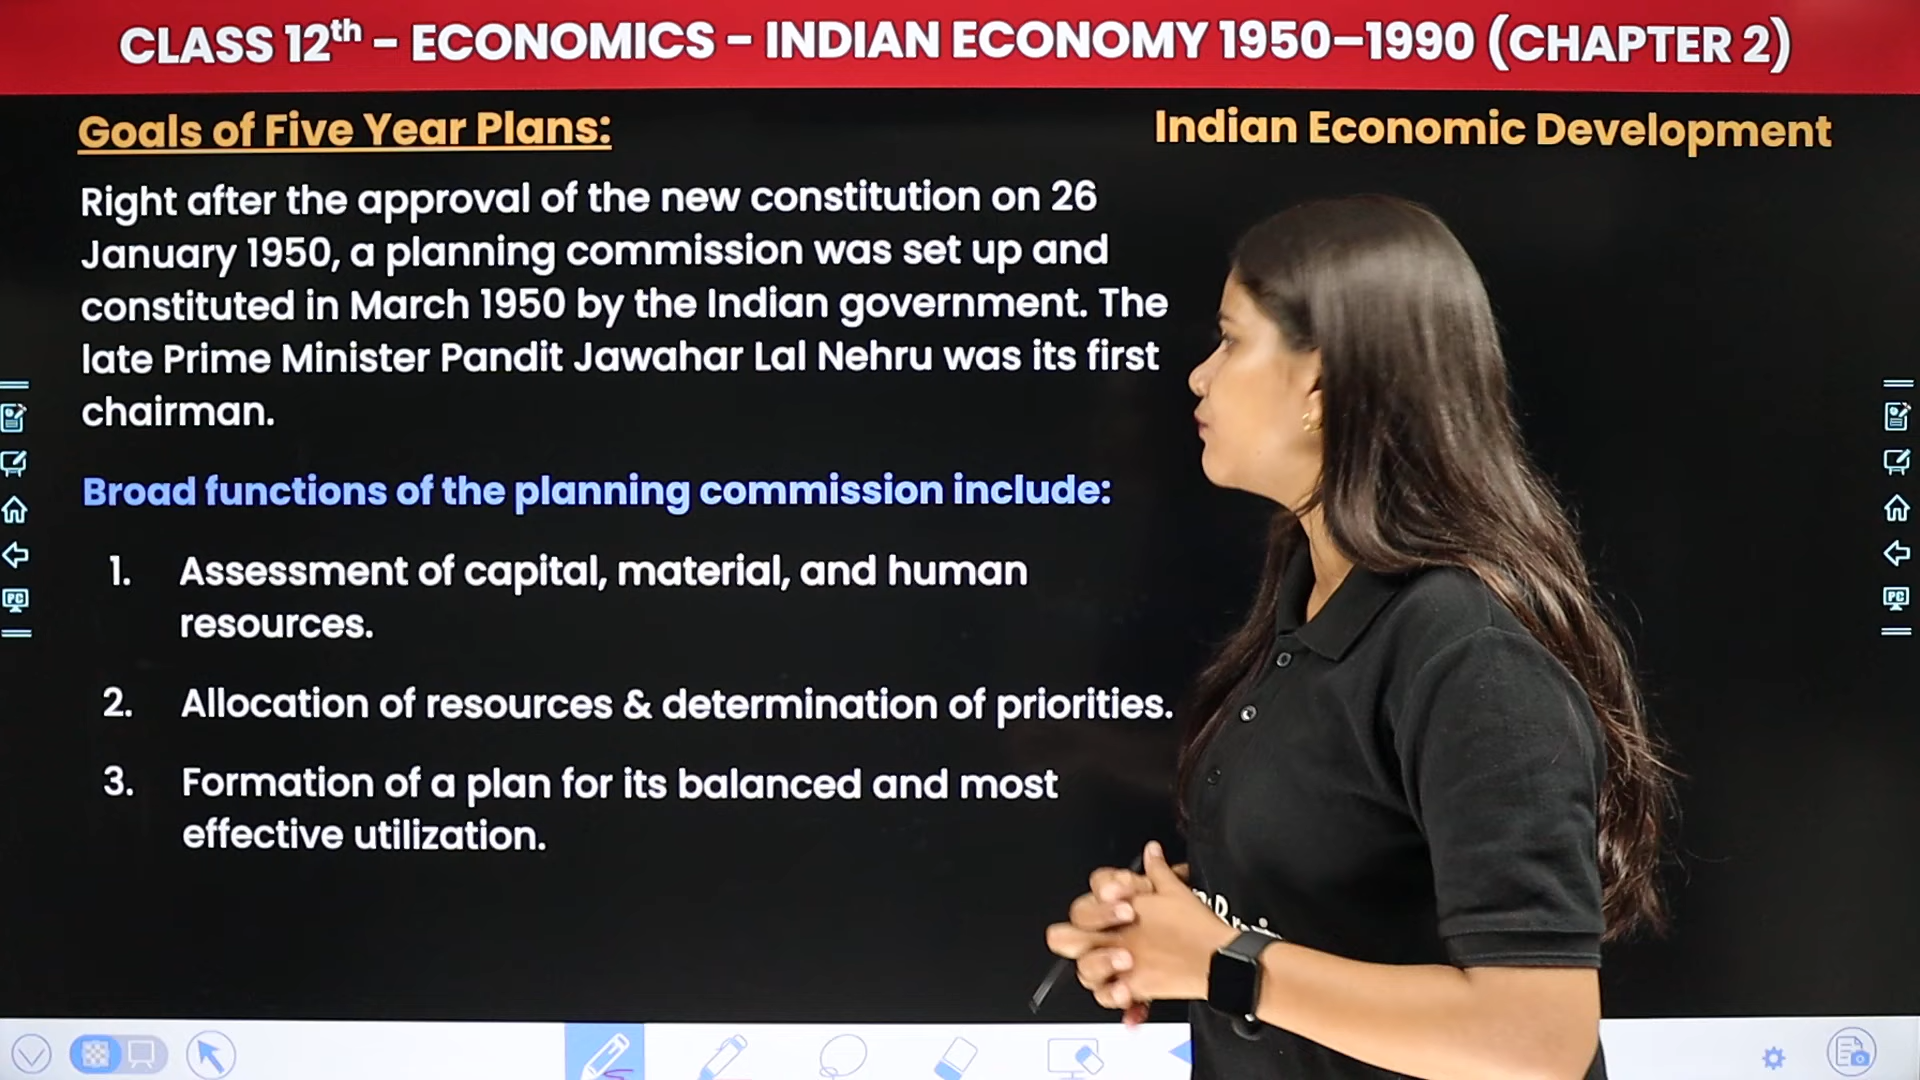 CLASS 12th - ECONOMICS - INDIAN ECONOMY 1950-1990 (CHAPTER 2)
Goals of Five Year Plans:
Indian Economic Development
Right after the approval of the new constitution on 26
January 1950, a planning commission was set up and
constituted in March 1950 by the Indian government. The
late Prime Minister Pandit Jawahar Lal Nehru was its first
chairman.
Broad functions of the planning commission include:
1. Assessment of capital, material, and human
resources.
2. Allocation of resources & determination of priorities.
3. Formation of a plan for its balanced and most
effective utilization.
PC
PC